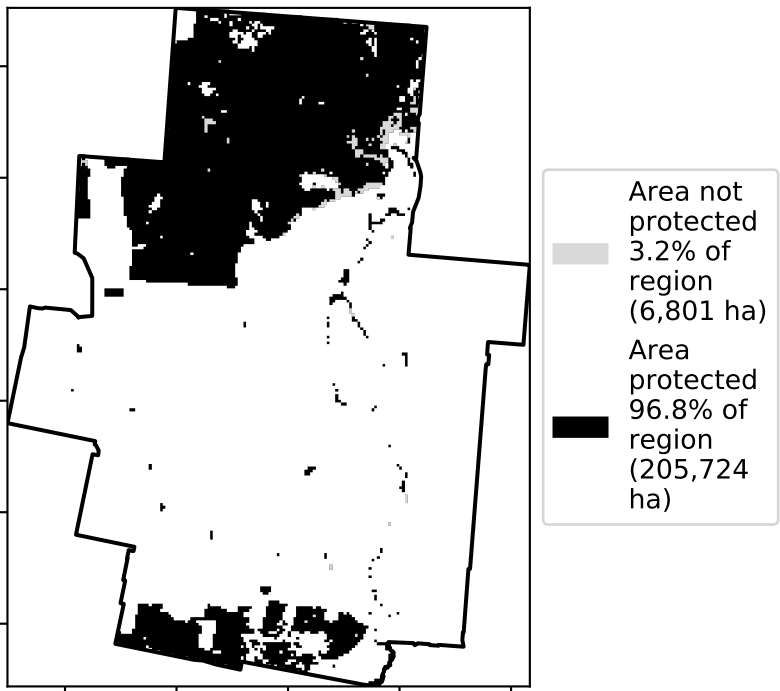 Area not
protected
3.2% of
region
(6,801 ha)
Area
protected
96.8% of
region
(205,724
ha)